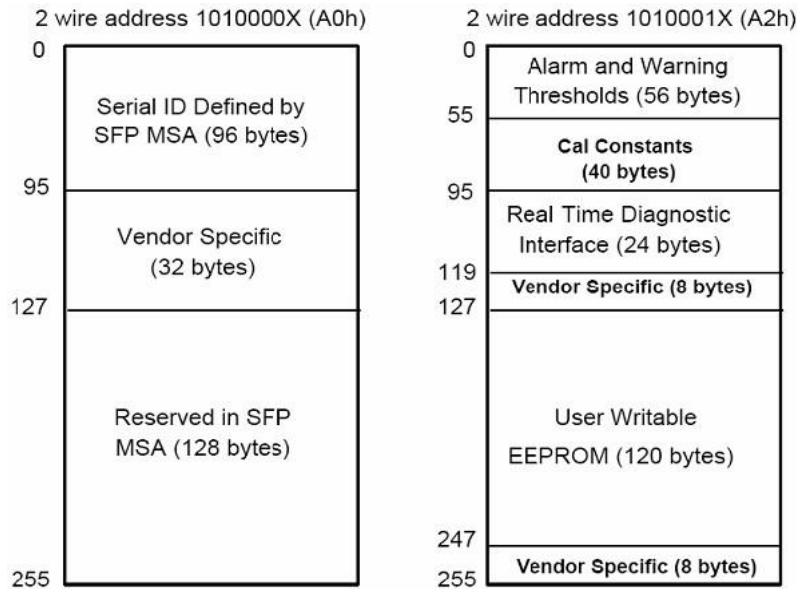 2 wire address 1010000X (A0h)
0
Serial ID Defined by
SFP MSA (96 bytes)
95
Vendor Specific
(32 bytes)
127
Reserved in SFP
MSA (128 bytes)
255
2 wire address 1010001X (A2h)
0
Alarm and Warning
Thresholds (56 bytes)
55
Cal Constants
(40 bytes)
95
Real Time Diagnostic
Interface (24 bytes)
119
Vendor Specific (8 bytes)
127
User Writable
EEPROM (120 bytes)
247
Vendor Specific (8 bytes)
255